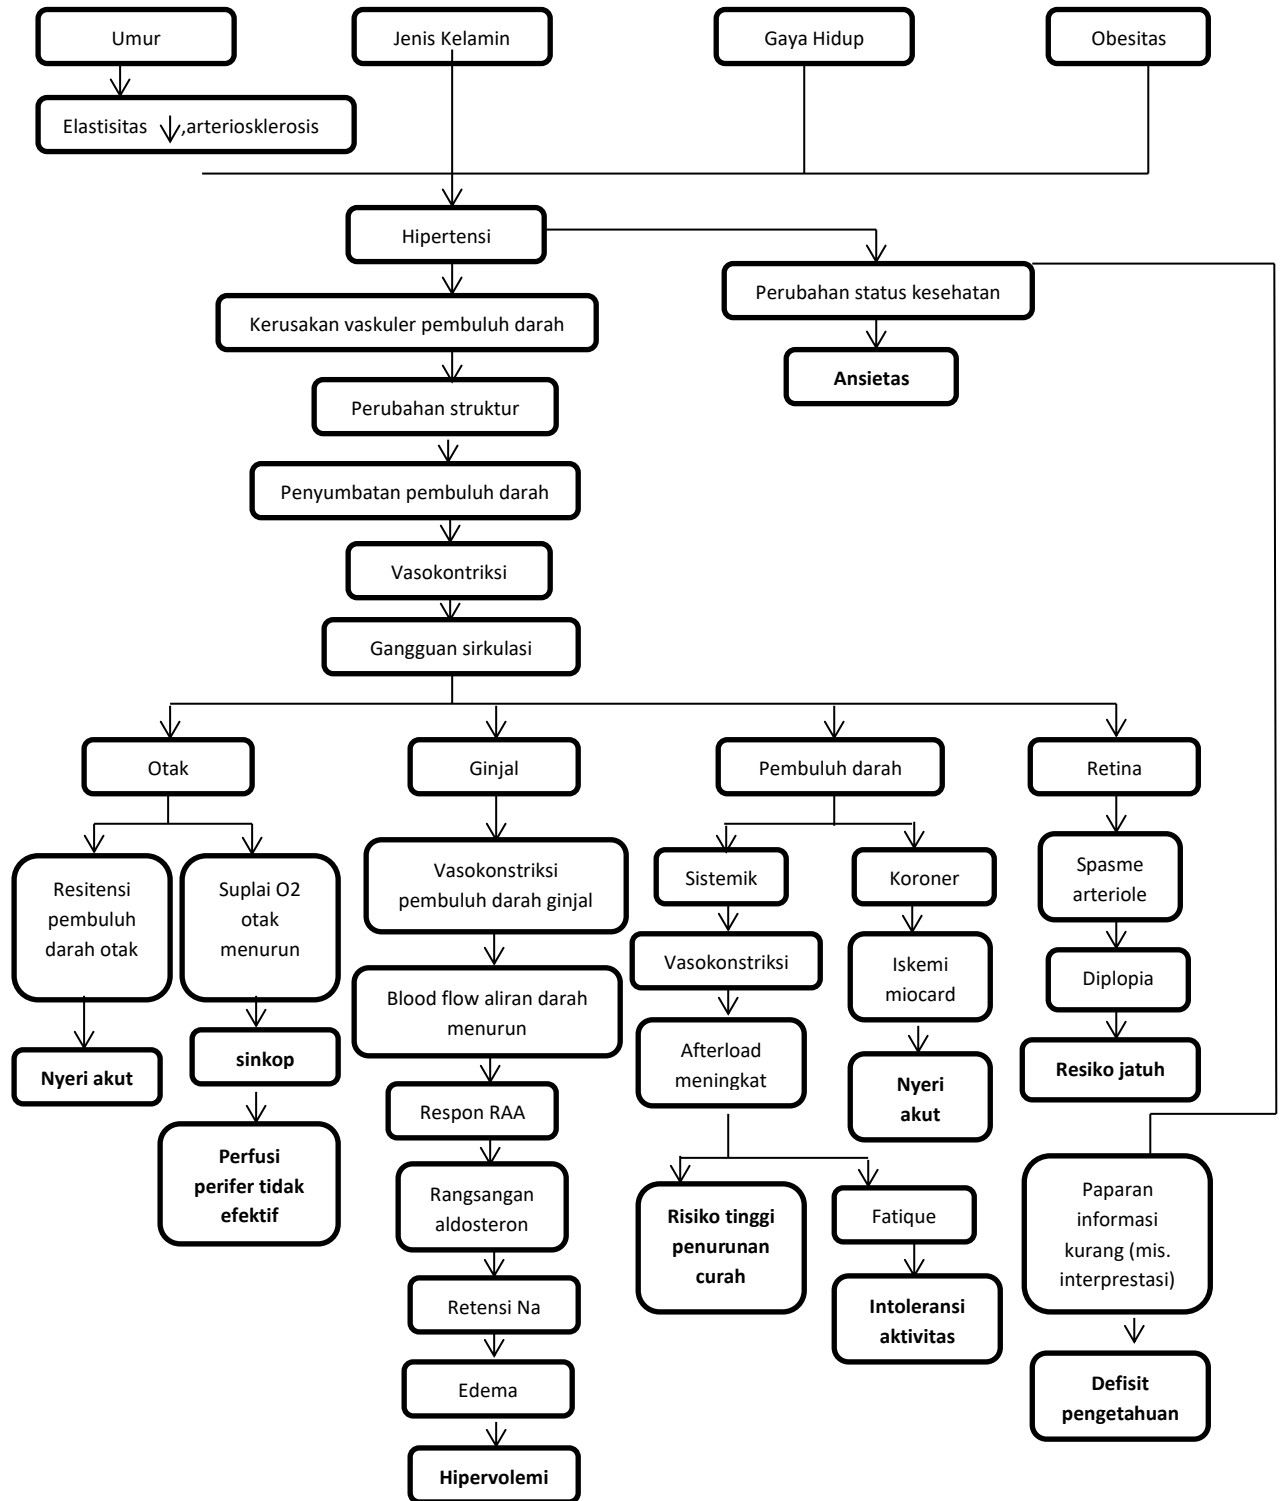 Umur
Jenis Kelamin
Gaya Hidup
Obesitas
Elastisitas ↓,arteriosklerosis
Hipertensi
Perubahan status kesehatan
Kerusakan vaskuler pembuluh darah
Ansietas
Perubahan struktur
Penyumbatan pembuluh darah
Vasokontriksi
Gangguan sirkulasi
Otak
Ginjal
Pembuluh darah
Retina
Resitensi
pembuluh
darah otak
Suplai O2
otak
menurun
Vasokonstriksi
pembuluh darah ginjal
Sistemik
Koroner
Spasme
arteriole
Vasokonstriksi
Iskemi
miocard
Diplopia
Blood flow aliran darah
menurun
Nyeri akut
sinkop
Afterload
meningkat
Nyeri
akut
Resiko jatuh
Respon RAA
Perfusi
perifer tidak
efektif
Rangsangan
aldosteron
Risiko tinggi
penurunan
curah
Fatique
Paparan
informasi
kurang (mis.
interprestasi)
Retensi Na
Intoleransi
aktivitas
Edema
Defisit
pengetahuan
Hipervolemi